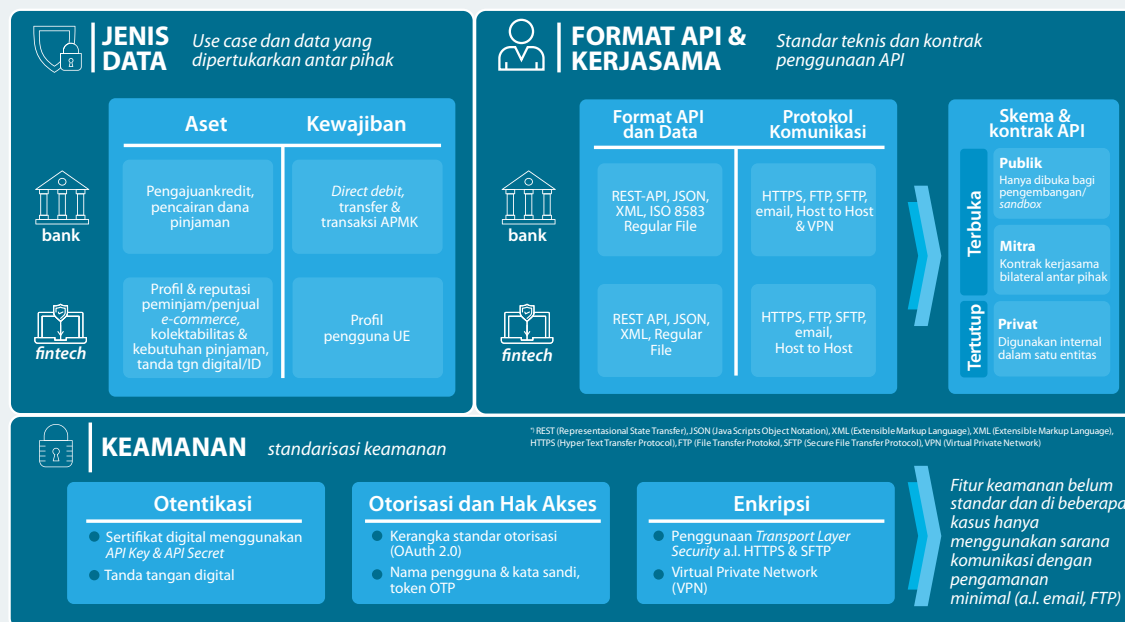 JENIS
DATA
Use case dan data yang
dipertukarkan antar pihak
Aset
Kewajiban
bank
Pengajuankredit,
pencairan dana
pinjaman
Direct debit,
transfer &
transaksi APMK
fintech
Profil & reputasi
peminjam/penjual
e-commerce,
kolektabilitas &
kebutuhan pinjaman,
tanda tgn digital/ID
Profil
pengguna UE
FORMAT API &
KERJASAMA
Standar teknis dan kontrak
penggunaan API
Format API
dan Data
Protokol
Komunikasi
bank
REST-API, JSON,
XML, ISO 8583
Regular File
HTTPS, FTP, SFTP,
email, Host to Host
& VPN
fintech
REST API, JSON,
XML, Regular
File
HTTPS, FTP, SFTP,
email,
Host to Host
Skema &
kontrak API
Terbuka
Publik
Hanya dibuka bagi
pengembangan/
sandbox
Mitra
Kontrak kerjasama
bilateral antar pihak
Tertutup
Privat
Digunakan internal
dalam satu entitas
KEAMANAN
standarisasi keamanan
*) REST (Representasional State Transfer), JSON (Java Scripts Object Notation), XML (Extensible Markup Language), XML (Extensible Markup Language),
HTTPS (Hyper Text Transfer Protocol), FTP (File Transfer Protokol, SFTP (Secure File Transfer Protocol), VPN (Virtual Private Network)
Otentikasi
Sertifikat digital menggunakan
API Key & API Secret
Tanda tangan digital
Otorisasi dan Hak Akses
Kerangka standar otorisasi
(OAuth 2.0)
Nama pengguna & kata sandi,
token OTP
Enkripsi
Penggunaan Transport Layer
Security a.l. HTTPS & SFTP
Virtual Private Network
(VPN)
Fitur keamanan belum
standar dan di beberapa
kasus hanya
menggunakan sarana
komunikasi dengan
pengamanan
minimal (a.l. email, FTP)